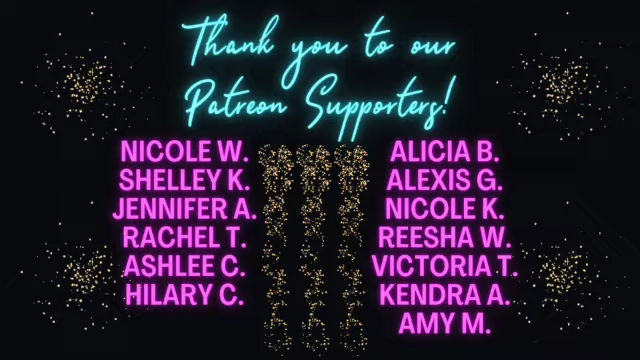 Thank you to our
Patreon Supporters!
NICOLE W.
SHELLEY K.
JENNIFER A.
RACHEL T.
ASHLEE C.
HILARY C.
ALICIA B.
ALEXIS G.
NICOLE K.
REESHA W.
VICTORIA T.
KENDRA A.
AMY M.